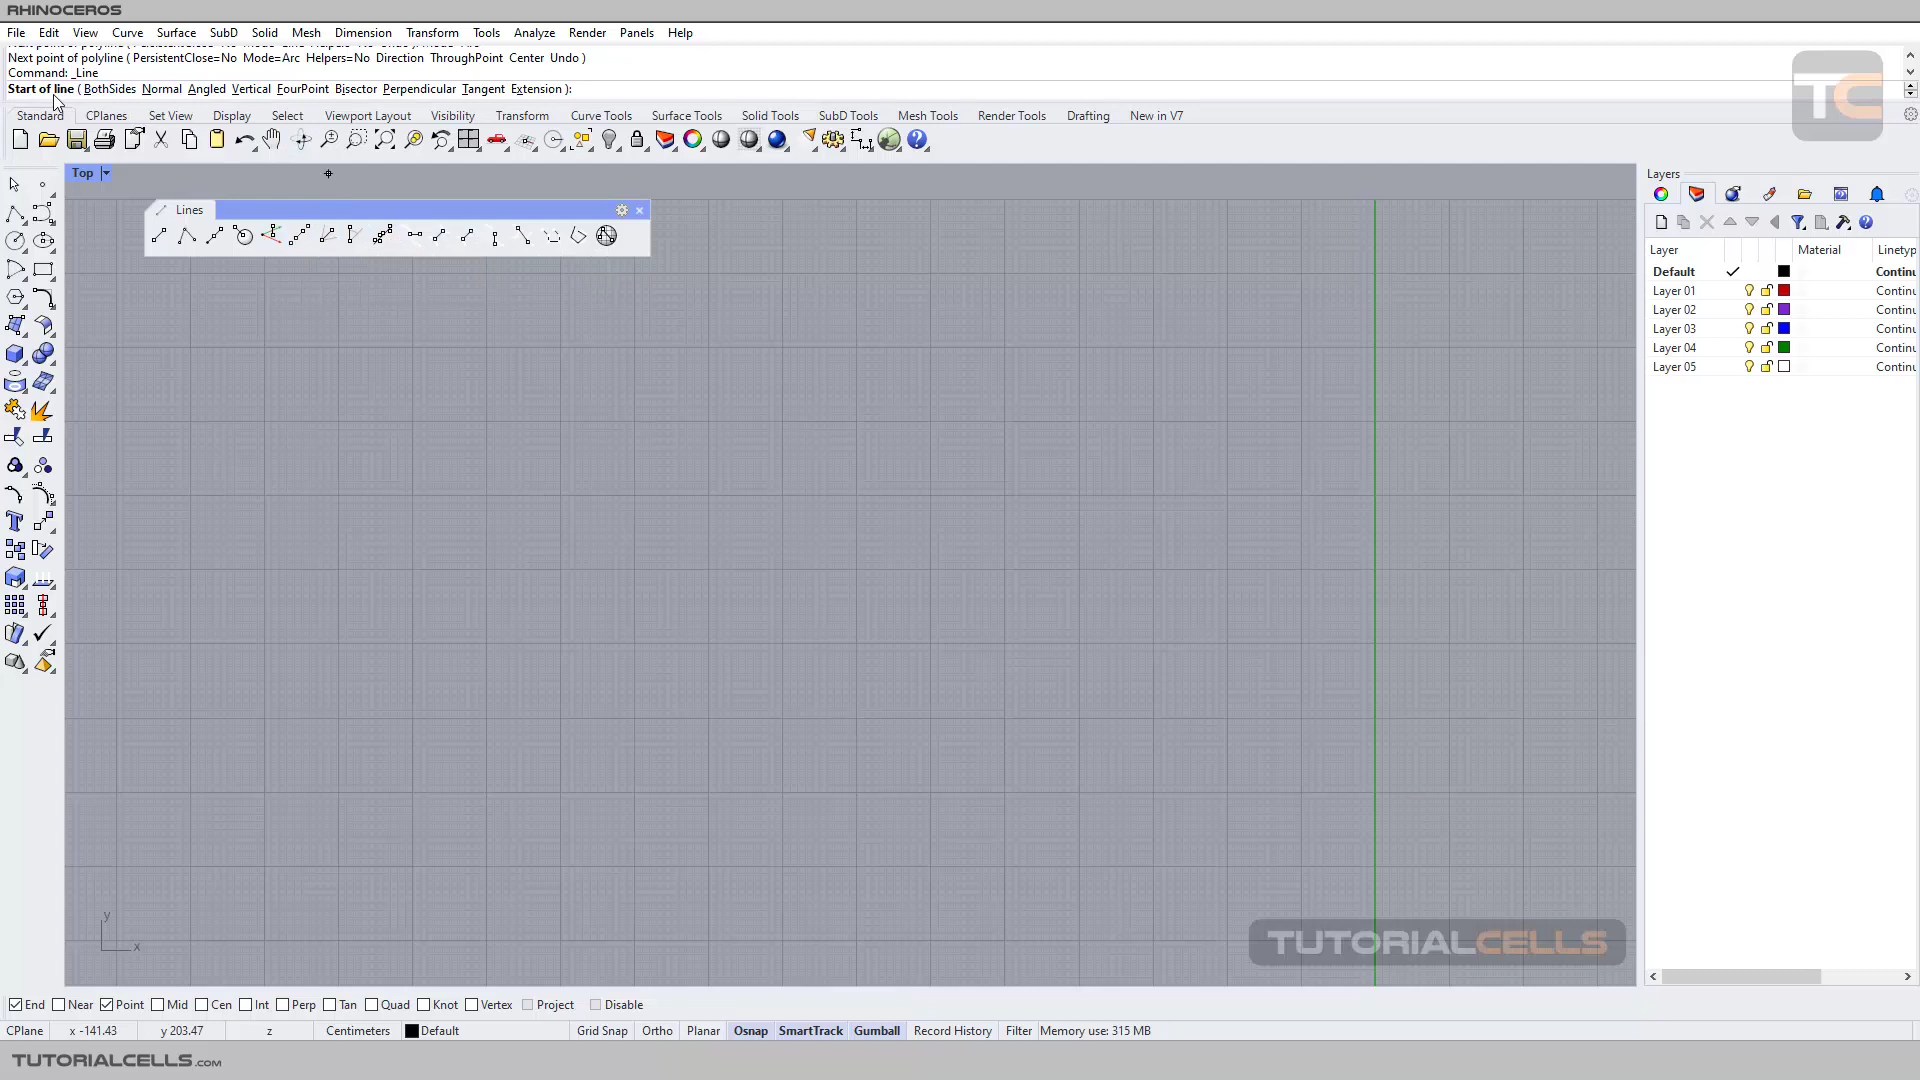 RHINOCEROS
File Edit View Curve Surface SubD Solid Mesh Dimension Transform Tools Analyze Render Panels Help
Next point of polyline ( PersistentClose=No Mode=Arc Helpers=No Direction ThroughPoint Center Undo )
Command: _Line
Start of line ( BothSides Normal Angled Vertical FourPoint Bisector Perpendicular Tangent Extension ):
TC
Standard CPlanes Set View Display Select Viewport Layout Visibility Transform Curve Tools Surface Tools Solid Tools SubD Tools Mesh Tools Render Tools Drafting New in V7
Top
Layers
Lines
Layer Material Linetyp
Default Continu
Layer 01 Continu
Layer 02 Continu
Layer 03 Continu
Layer 04 Continu
Layer 05 Continu
y
x
TUTORIALCELLS
End Near Point Mid Cen Int Perp Tan Quad Knot Vertex Project Disable
CPlane x -141.43 y 203.47 z Centimeters Default Grid Snap Ortho Planar Osnap SmartTrack Gumball Record History Filter Memory use: 315 MB
TUTORIALCELLS.COM